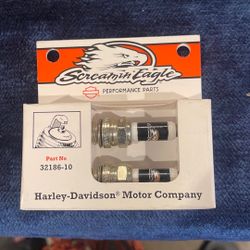 Screamin' Eagle
PERFORMANCE PARTS
Part No
32186-10
Harley-Davidson® Motor Company